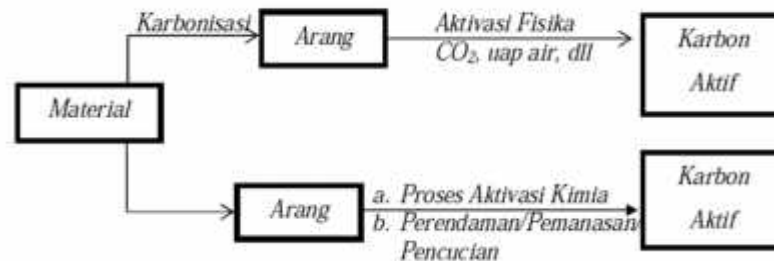 Karbonisasi
Arang
Aktivasi Fisika
CO2, uap air, dll
Karbon
Aktif
Material
Arang
a. Proses Aktivasi Kimia
b. Perendaman/Pemanasan/
Pencucian
Karbon
Aktif